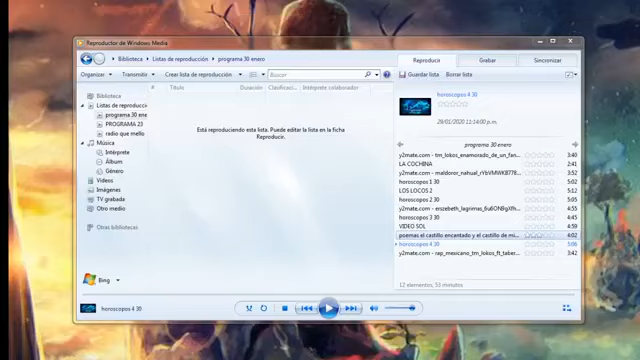 Reproductor de Windows Media
Biblioteca Listas de reproducción programa 30 enero
Reproducir Grabar Sincronizar
Organizar Transmitir Crear lista de reproducción Buscar
Guardar lista Borrar lista
# Título Duración Clasificaci... Intérprete colaborador
Biblioteca
Listas de reproducció
programa 30 ene
PROGRAMA 23
radio que mello
Música
Intérprete
Álbum
Género
Vídeos
Imágenes
TV grabada
Otro medio
Otras bibliotecas
Bing
Está reproduciendo esta lista. Puede editar la lista en la ficha
Reproducir.
horoscopos 4 30
29/01/2020 11:14:00 p.m.
programa 30 enero
y2mate.com - tm_lokos_enamorado_de_un_fan... 3:40
LA COCHINA 2:41
y2mate.com - maldoror_nahual_rYbVMWKB778... 3:52
horoscopos 1 30 5:02
LOS LOCOS 2 5:10
horoscopos 2 30 5:05
y2mate.com - erszebeth_lagrimas_6u6OGN9xyfg... 4:55
horoscopos 3 30 4:45
VIDEO SOL 4:59
poemas el castillo encantado y el castillo de mi... 4:02
horoscopos 4 30 5:06
y2mate.com - rap_mexicano_tm_lokos_ft_taber... 3:42
12 elementos, 53 minutos
horoscopos 4 30